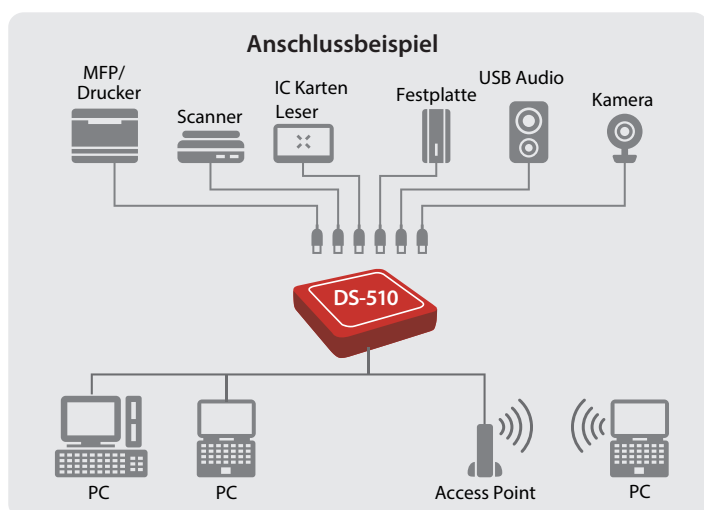 Anschlussbeispiel
MFP/
Drucker
Scanner
IC Karten
Leser
Festplatte
USB Audio
Kamera
DS-510
PC
PC
Access Point
PC